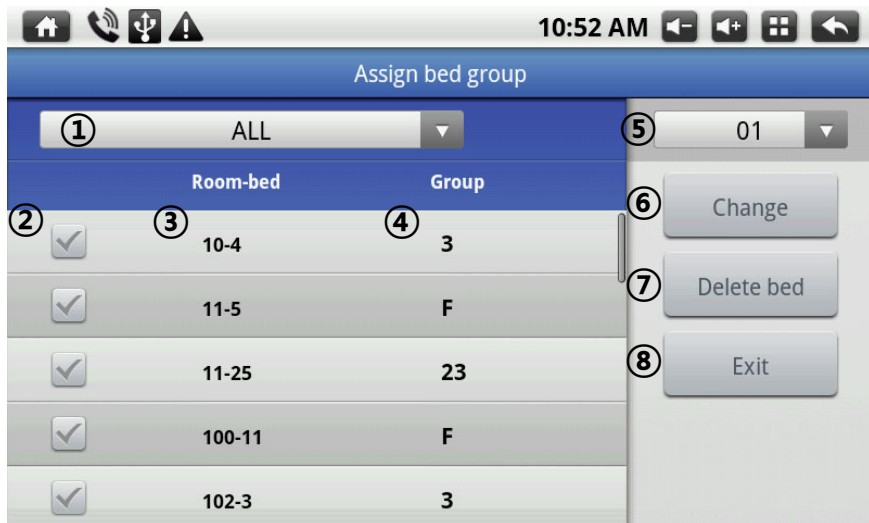 10:52 AM
Assign bed group
① ALL ⑤ 01
Room-bed Group
② ③ 10-4 ④ 3 ⑥ Change
11-5 F ⑦ Delete bed
11-25 23 ⑧ Exit
100-11 F
102-3 3